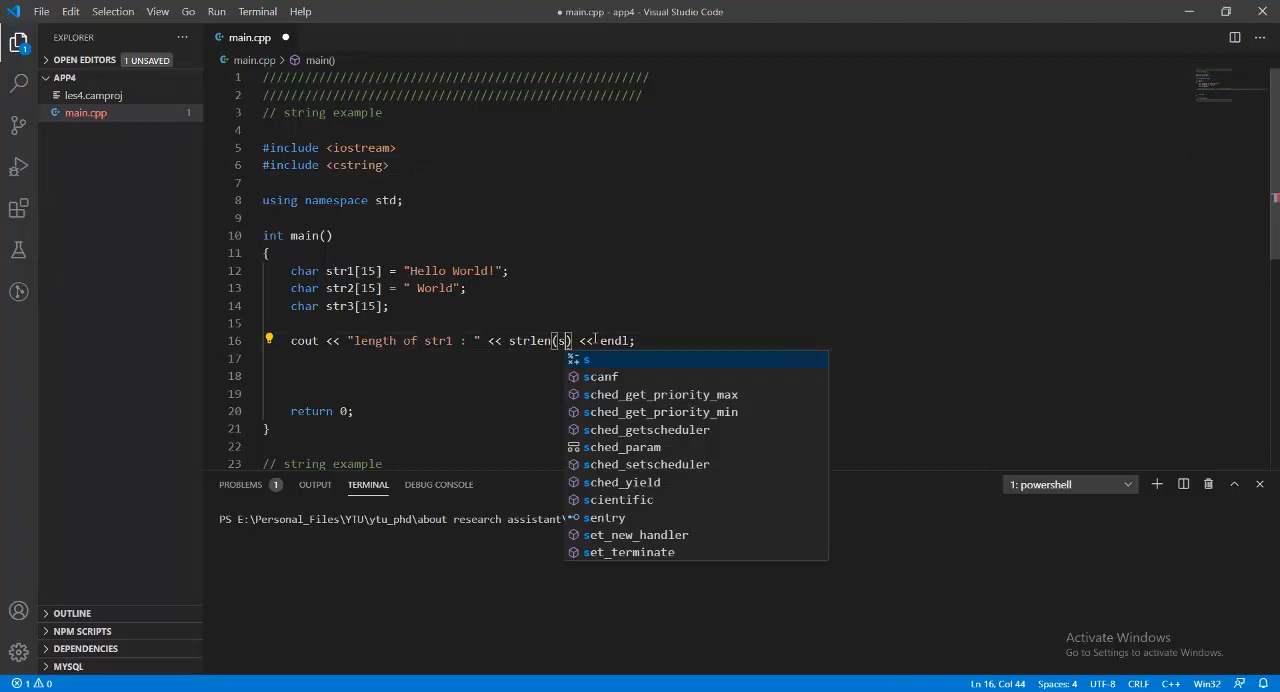 File Edit Selection View Go Run Terminal Help
● main.cpp - app4 - Visual Studio Code
EXPLORER
main.cpp
OPEN EDITORS 1 UNSAVED
main.cpp > main()
APP4
les4.camproj
main.cpp 1
1 ///////////////////////////////////////////////////////
2 //////////////////////////////////////////////////////
3 // string example
4
5 #include <iostream>
6 #include <cstring>
7
8 using namespace std;
9
10 int main()
11 {
12 char str1[15] = "Hello World!";
13 char str2[15] = " World";
14 char str3[15];
15
16 cout << "length of str1 : " << strlen(s) << endl;
17
18
19
20 return 0;
21 }
22
23 // string example
s
scanf
sched_get_priority_max
sched_get_priority_min
sched_getscheduler
sched_param
sched_setscheduler
sched_yield
scientific
sentry
set_new_handler
set_terminate
PROBLEMS 1 OUTPUT TERMINAL DEBUG CONSOLE
1: powershell
PS E:\Personal_Files\YTU\ytu_phd\about research assistant\
OUTLINE
NPM SCRIPTS
DEPENDENCIES
MYSQL
Activate Windows
Go to Settings to activate Windows.
1 0
Ln 16, Col 44 Spaces: 4 UTF-8 CRLF C++ Win32